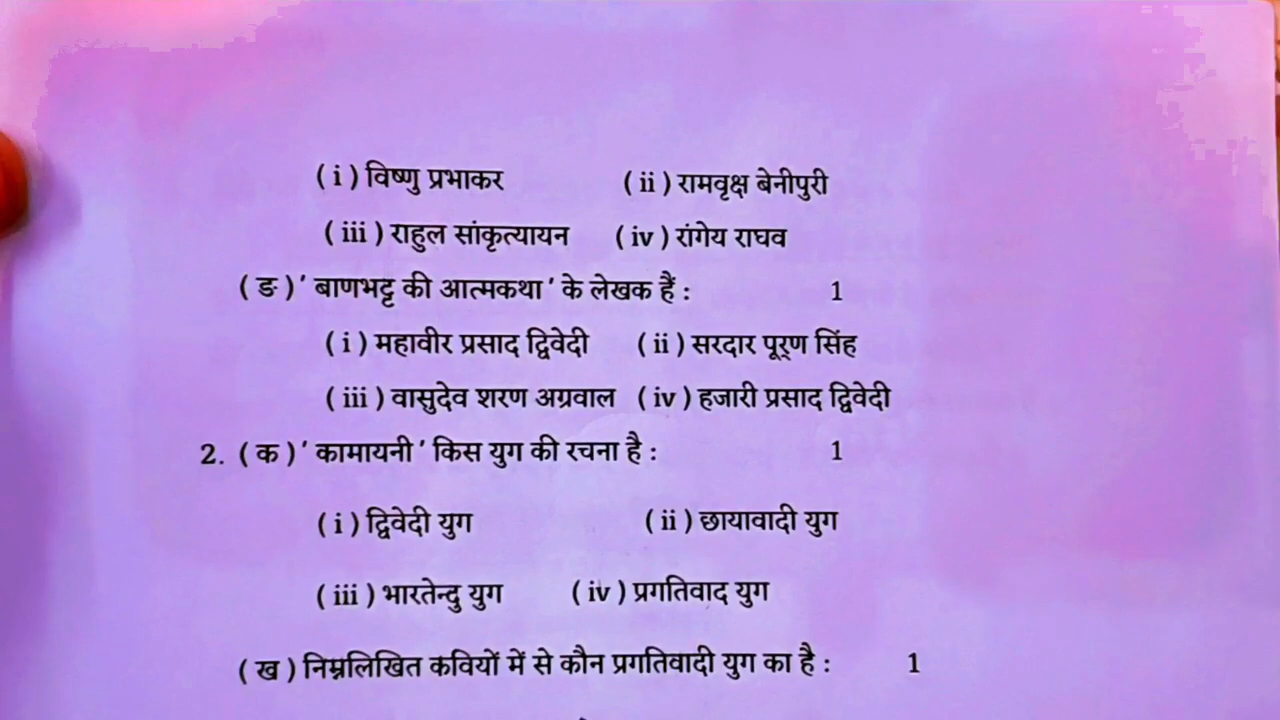 ( i ) विष्णु प्रभाकर ( ii ) रामवृक्ष बेनीपुरी
( iii ) राहुल सांकृत्यायन ( iv ) रांगेय राघव
( ङ ) ' बाणभट्ट की आत्मकथा ' के लेखक हैं : 1
( i ) महावीर प्रसाद द्विवेदी ( ii ) सरदार पूर्ण सिंह
( iii ) वासुदेव शरण अग्रवाल ( iv ) हजारी प्रसाद द्विवेदी
2. ( क ) ' कामायनी ' किस युग की रचना है : 1
( i ) द्विवेदी युग ( ii ) छायावादी युग
( iii ) भारतेन्दु युग ( iv ) प्रगतिवाद युग
( ख ) निम्नलिखित कवियों में से कौन प्रगतिवादी युग का है : 1